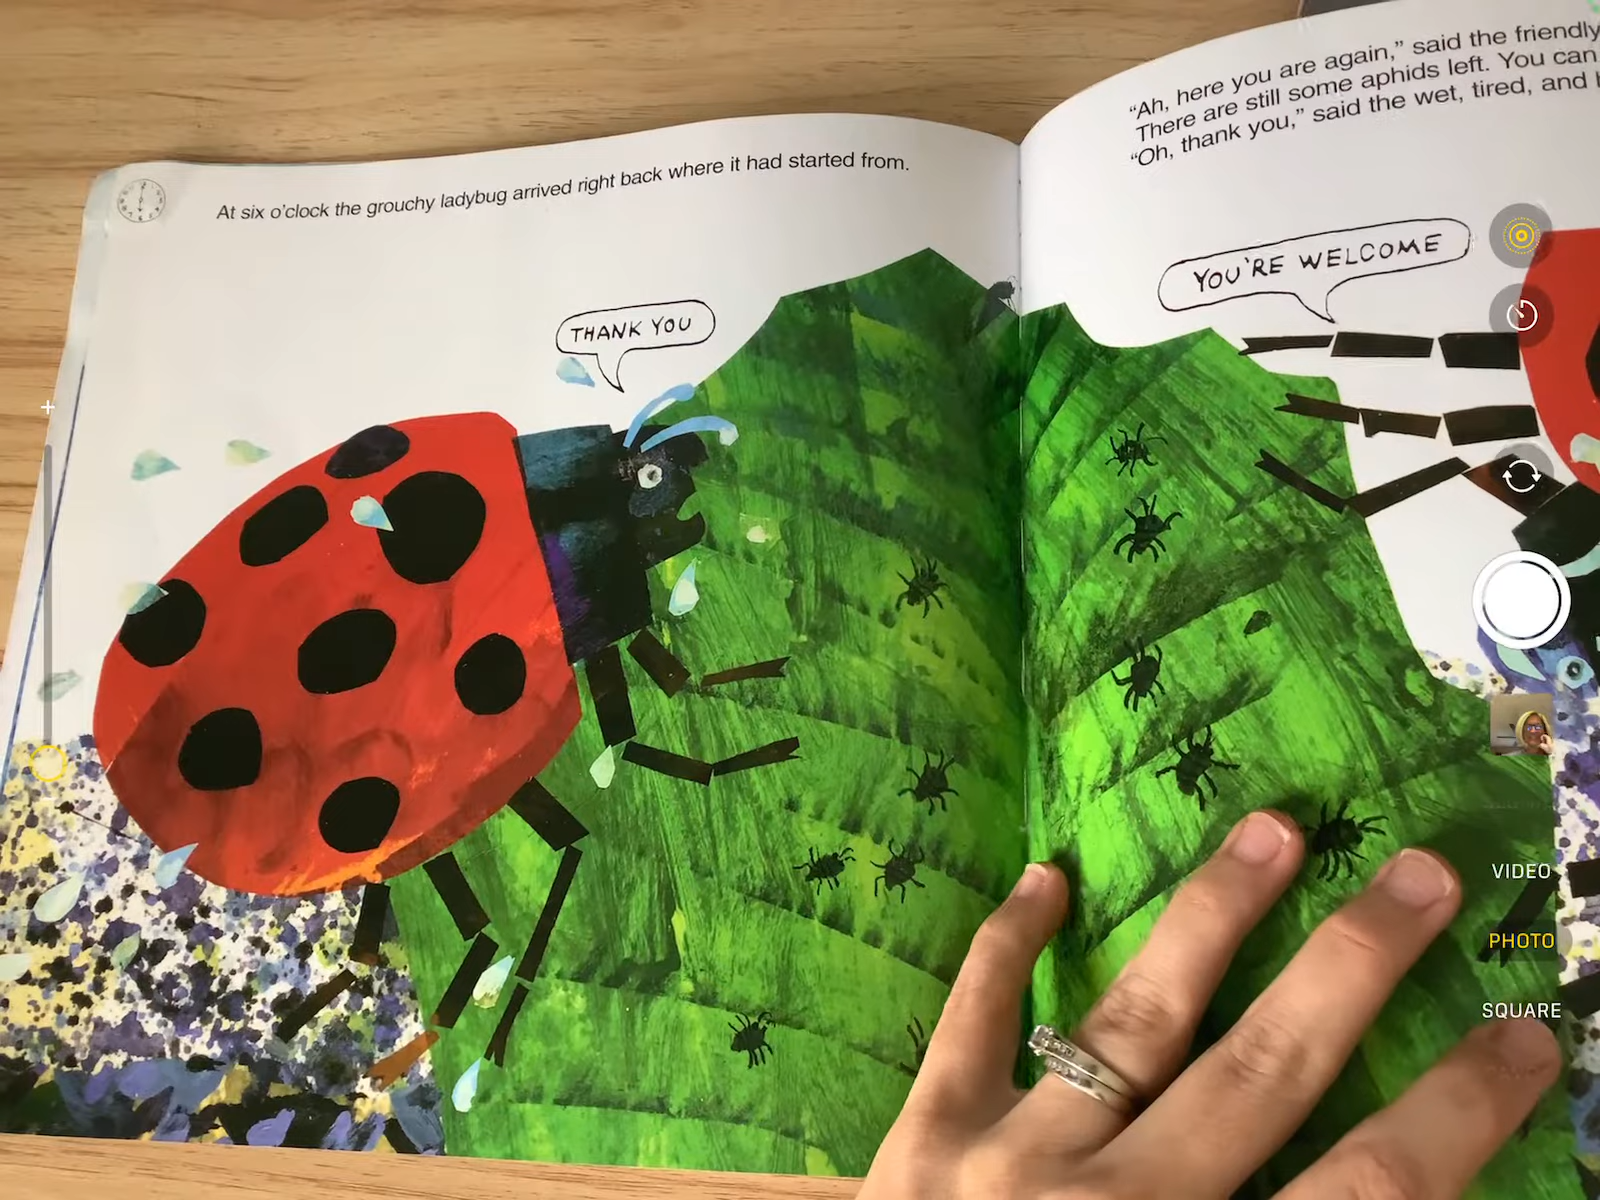 At six o'clock the grouchy ladybug arrived right back where it had started from.
THANK YOU
"Ah, here you are again," said the friendly
There are still some aphids left. You can
"Oh, thank you," said the wet, tired, and
YOU'RE WELCOME
VIDEO
PHOTO
SQUARE